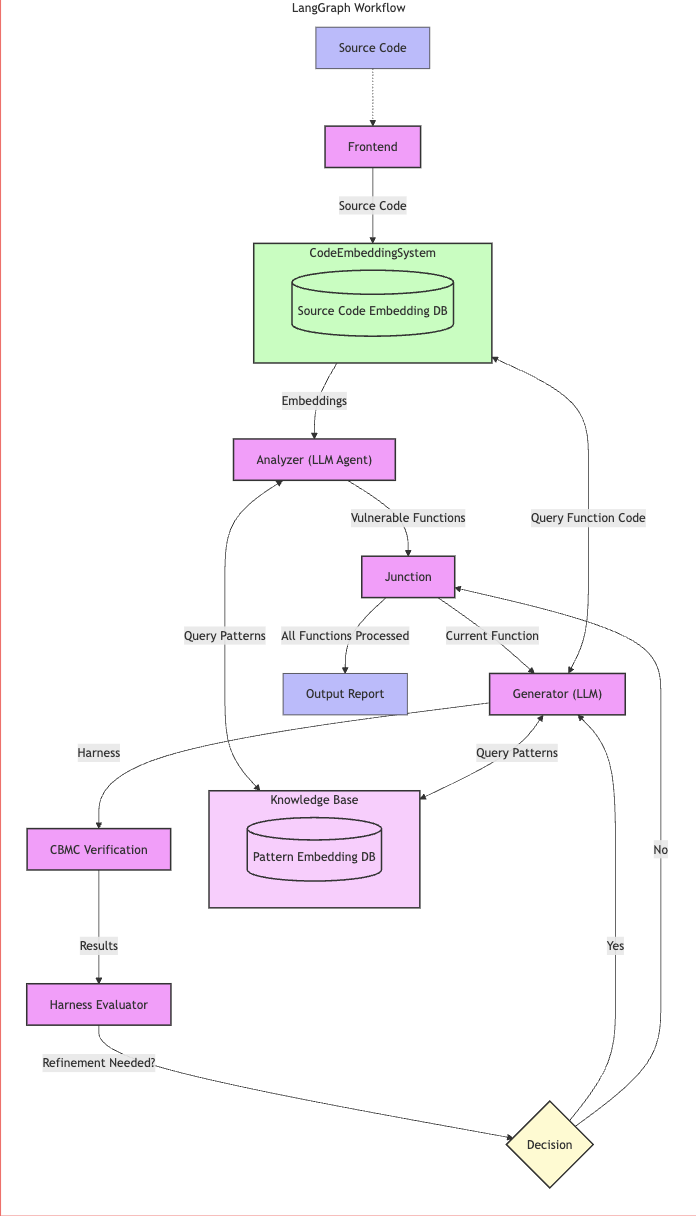 LangGraph Workflow
Source Code
Frontend
Source Code
CodeEmbeddingSystem
Source Code Embedding DB
Embeddings
Analyzer (LLM Agent)
Vulnerable Functions
Query Function Code
Junction
Query Patterns
All Functions Processed
Current Function
Output Report
Generator (LLM)
Harness
Query Patterns
Knowledge Base
Pattern Embedding DB
CBMC Verification
No
Results
Yes
Harness Evaluator
Refinement Needed?
Decision